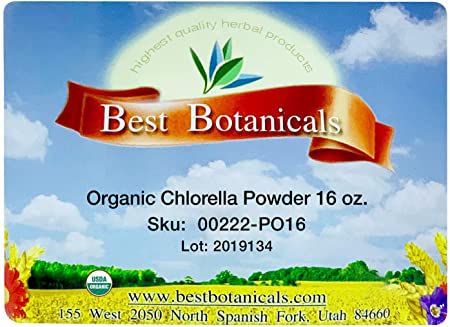 highest quality herbal products
Best Botanicals
Organic Chlorella Powder 16 oz.
Sku: 00222-PO16
Lot: 2019134
USDA
ORGANIC
www.bestbotanicals.com
155 West 2050 North Spanish Fork, Utah 84660